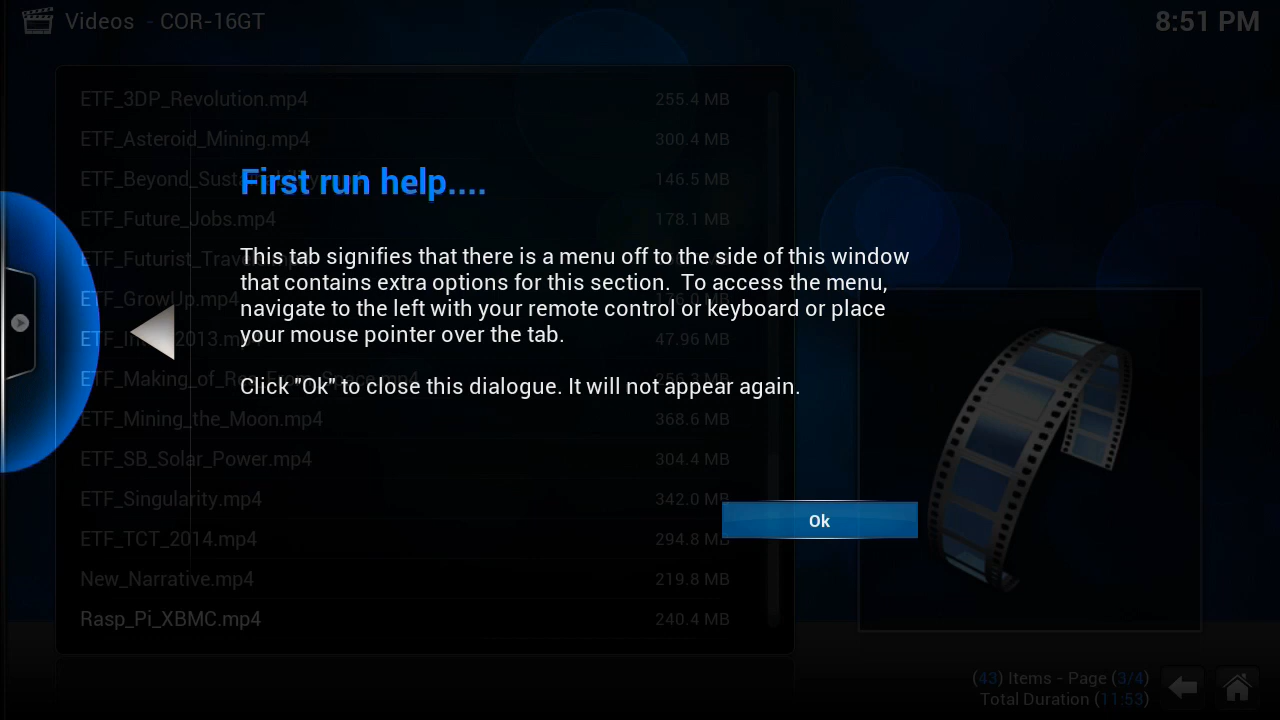 Videos - COR-16GT
8:51 PM
ETF_3DP_Revolution.mp4 255.4 MB
ETF_Asteroid_Mining.mp4 300.4 MB
146.5 MB
First run help....
ETF_Future_Jobs.mp4 178.1 MB
This tab signifies that there is a menu off to the side of this window
that contains extra options for this section. To access the menu,
navigate to the left with your remote control or keyboard or place
your mouse pointer over the tab.
ETF_GrowUp.mp4
47.96 MB
Click "Ok" to close this dialogue. It will not appear again.
ETF_Mining_the_Moon.mp4 368.6 MB
ETF_SB_Solar_Power.mp4 304.4 MB
ETF_Singularity.mp4 342.0 MB
Ok
ETF_TCT_2014.mp4 294.8 MB
New_Narrative.mp4 219.8 MB
Rasp_Pi_XBMC.mp4 240.4 MB
(43) Items - Page (3/4)
Total Duration (11:53)